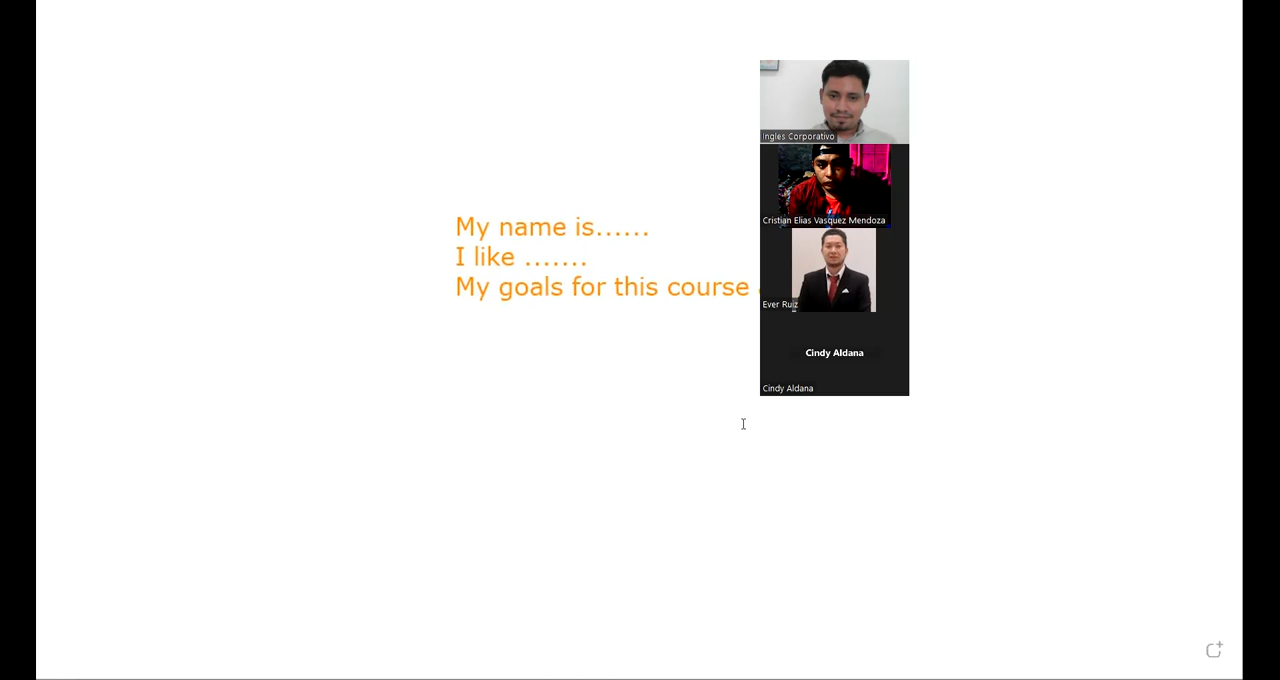 My name is......
I like .......
My goals for this course
Ingles Corporativo
Cristian Elias Vasquez Mendoza
Ever Ruiz
Cindy Aldana
Cindy Aldana